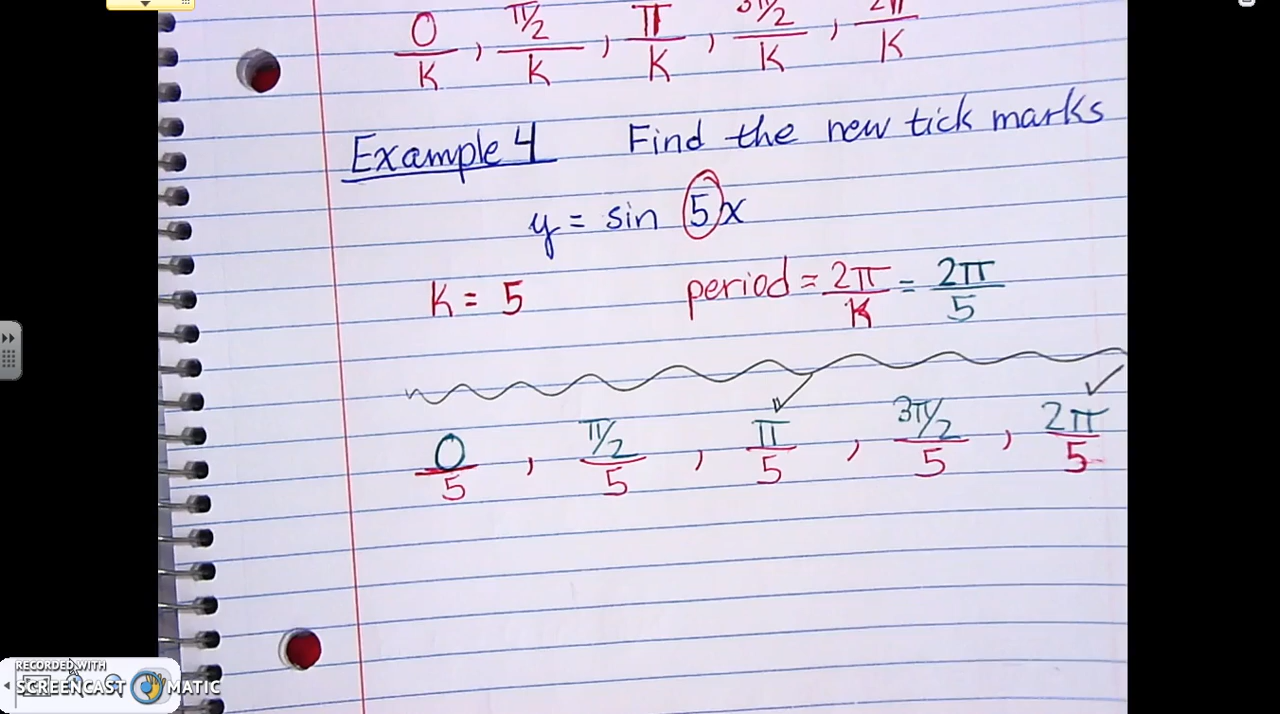 0/K , π/2/K , π/K , 3π/2/K , 2π/K
Example 4 Find the new tick marks
y = sin 5x
K = 5 period = 2π/K = 2π/5
0/5 , π/2/5 , π/5 , 3π/2/5 , 2π/5
RECORDED WITH
SCREENCAST MATIC